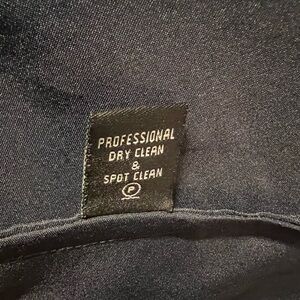 PROFESSIONAL
DRY CLEAN
&
SPOT CLEAN
P